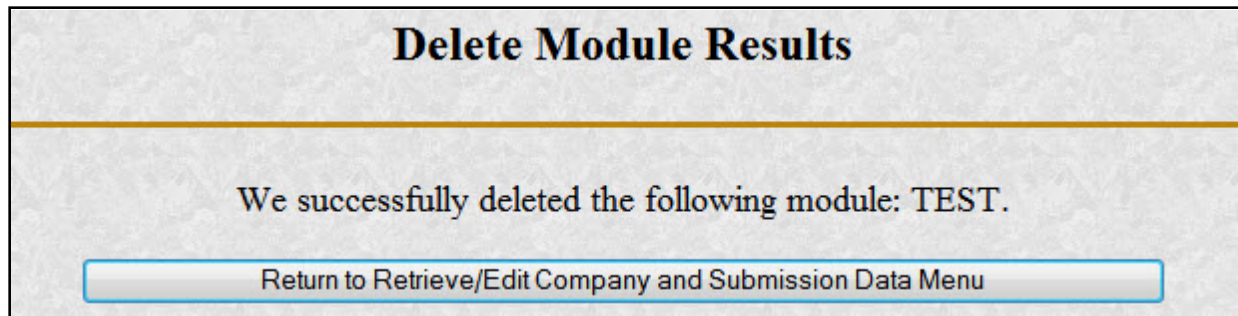 Delete Module Results
We successfully deleted the following module: TEST.
Return to Retrieve/Edit Company and Submission Data Menu